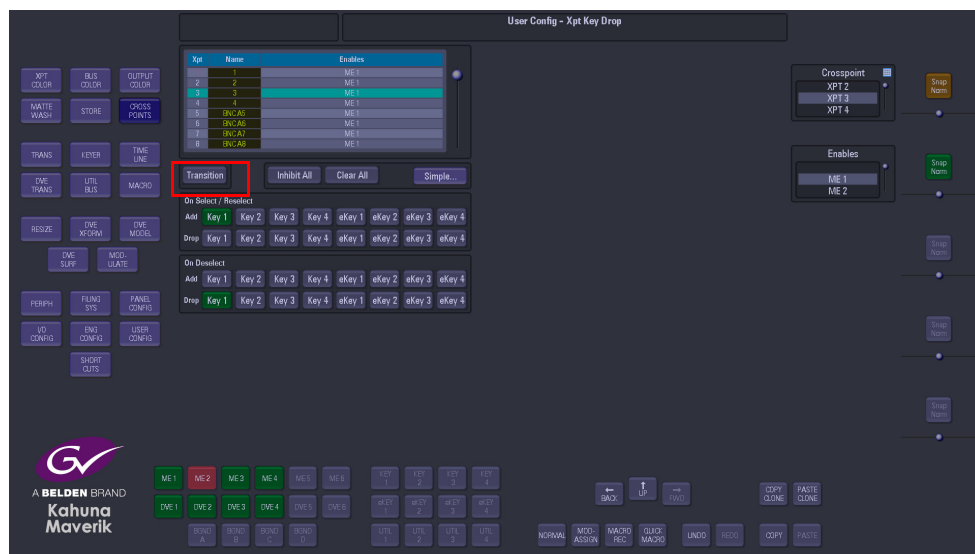 User Config - Xpt Key Drop
Xpt Name Enables
1 ME 1
2 2 ME 1
3 3 ME 1
4 4 ME 1
5 BNCA5 ME 1
6 BNCA6 ME 1
7 BNCA7 ME 1
8 BNCA8 ME 1
Transition Inhibit All Clear All Simple...
On Select / Reselect
Add Key 1 Key 2 Key 3 Key 4 eKey 1 eKey 2 eKey 3 eKey 4
Drop Key 1 Key 2 Key 3 Key 4 eKey 1 eKey 2 eKey 3 eKey 4
On Deselect
Add Key 1 Key 2 Key 3 Key 4 eKey 1 eKey 2 eKey 3 eKey 4
Drop Key 1 Key 2 Key 3 Key 4 eKey 1 eKey 2 eKey 3 eKey 4
XPT COLOR
BUS COLOR
OUTPUT COLOR
MATTE WASH
STORE
CROSS POINTS
TRANS
KEYER
TIME LINE
DVE TRANS
UTIL BUS
MACRO
RESIZE
DVE XFORM
DVE MODEL
DVE SURF
MOD- ULATE
PERIPH
FILING SYS
PANEL CONFIG
I/O CONFIG
ENG CONFIG
USER CONFIG
SHORT CUTS
Crosspoint
XPT 2
XPT 3
XPT 4
Enables
ME 1
ME 2
Snap Norm
Snap Norm
Snap Norm
Snap Norm
Snap Norm
GV
A BELDEN BRAND
Kahuna
Maverik
ME 1 ME 2 ME 3 ME 4 ME 5 ME 6
DVE 1 DVE 2 DVE 3 DVE 4 DVE 5 DVE 6
BGND A BGND B BGND C BGND D
KEY 1 KEY 2 KEY 3 KEY 4
eKEY 1 eKEY 2 eKEY 3 eKEY 4
UTIL 1 UTIL 2 UTIL 3 UTIL 4
BACK UP FWD
NORMAL MOD- ASSIGN MACRO REC QUICK MACRO UNDO REDO
COPY CLONE PASTE CLONE
COPY PASTE